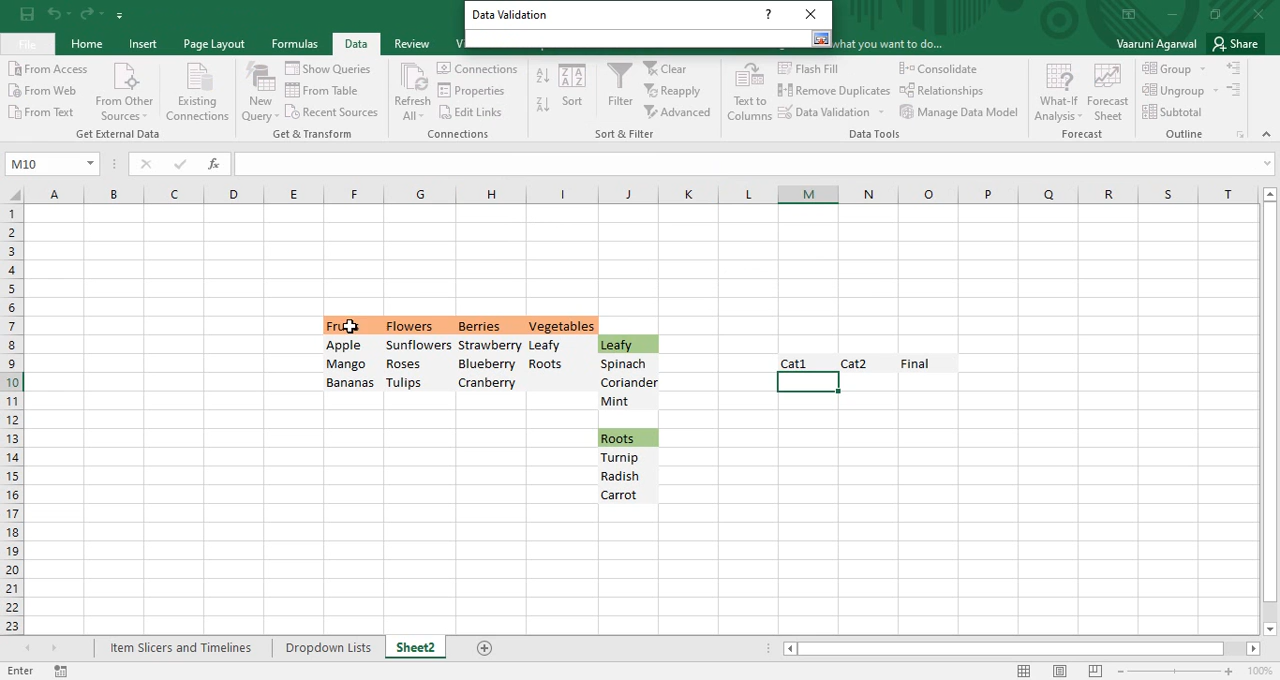 Data Validation ?
File Home Insert Page Layout Formulas Data Review V what you want to do... Vaaruni Agarwal Share
From Access
From Web
From Text
From Other Sources
Existing Connections
Get External Data
New Query
Show Queries
From Table
Recent Sources
Get & Transform
Refresh All
Connections
Properties
Edit Links
Connections
Sort
Filter
Clear
Reapply
Advanced
Sort & Filter
Text to Columns
Flash Fill
Remove Duplicates
Data Validation
Consolidate
Relationships
Manage Data Model
Data Tools
What-If Analysis
Forecast Sheet
Forecast
Group
Ungroup
Subtotal
Outline
M10 fx
A B C D E F G H I J K L M N O P Q R S T
1
2
3
4
5
6
7 Flowers Berries Vegetables
8 Apple Sunflowers Strawberry Leafy Leafy
9 Mango Roses Blueberry Roots Spinach Cat1 Cat2 Final
10 Bananas Tulips Cranberry Coriander
11 Mint
12
13 Roots
14 Turnip
15 Radish
16 Carrot
17
18
19
20
21
22
23
Item Slicers and Timelines Dropdown Lists Sheet2
Enter 100%